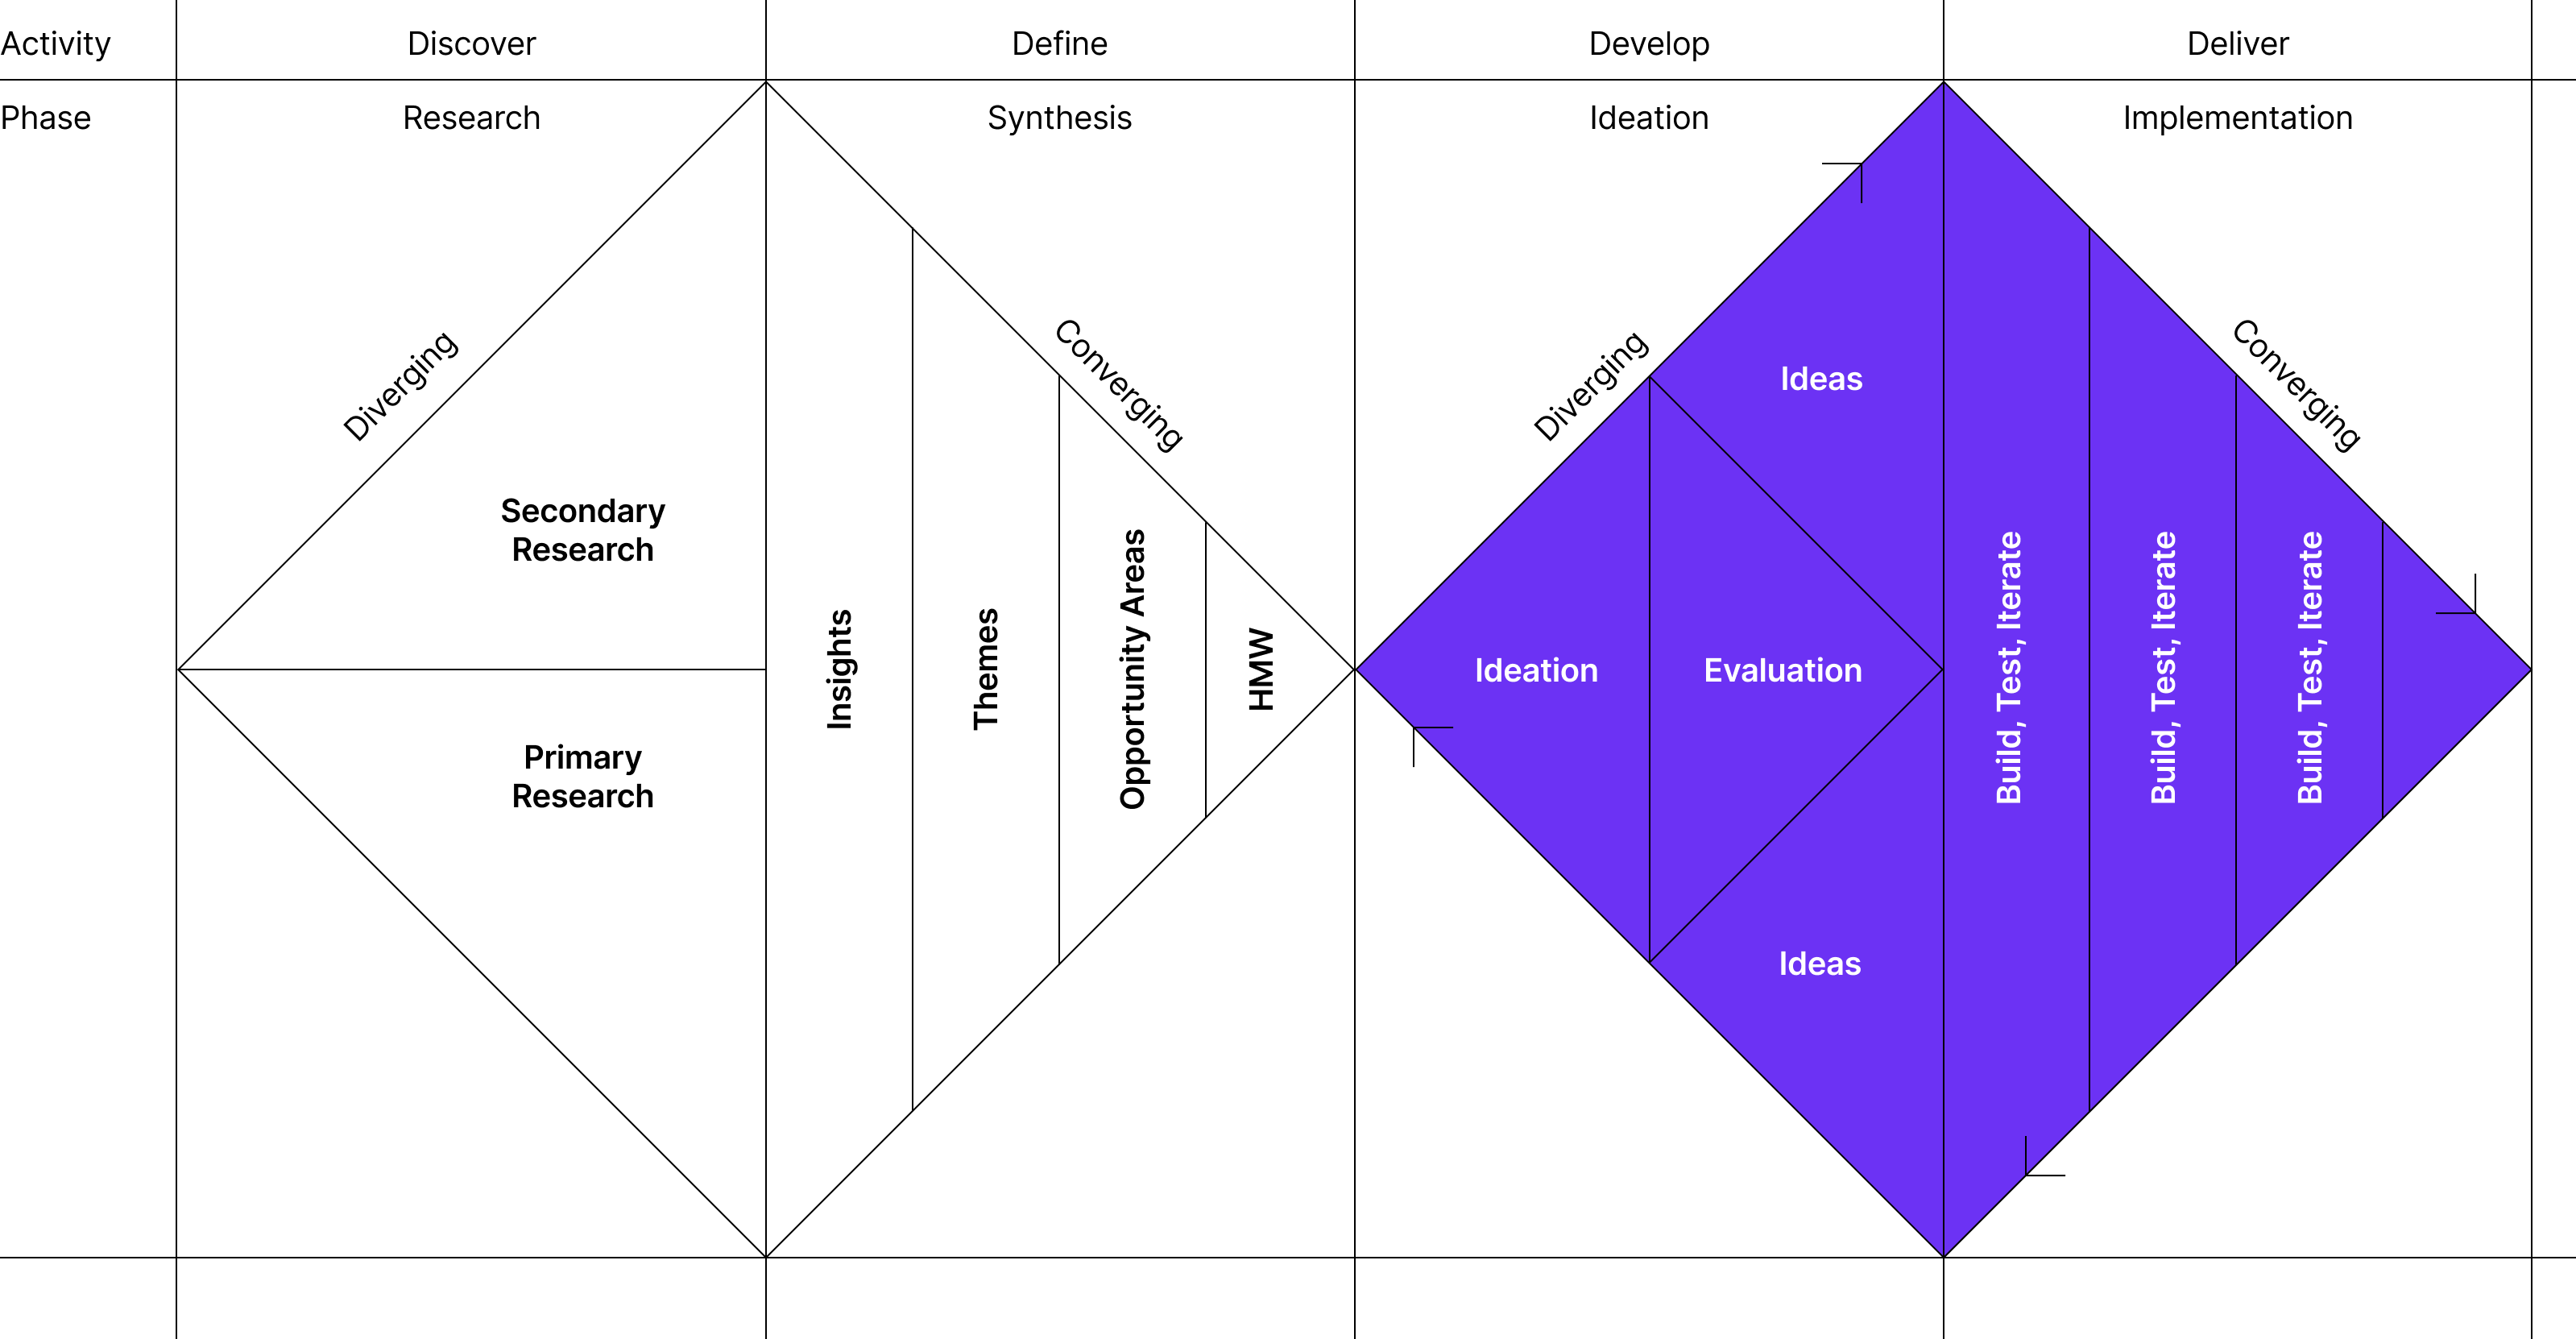 Activity
Discover
Define
Develop
Deliver
Phase
Research
Synthesis
Ideation
Implementation
Diverging
Secondary
Research
Primary
Research
Converging
Insights
Themes
Opportunity Areas
HMW
Diverging
Ideas
Ideation
Evaluation
Ideas
Converging
Build, Test, Iterate
Build, Test, Iterate
Build, Test, Iterate